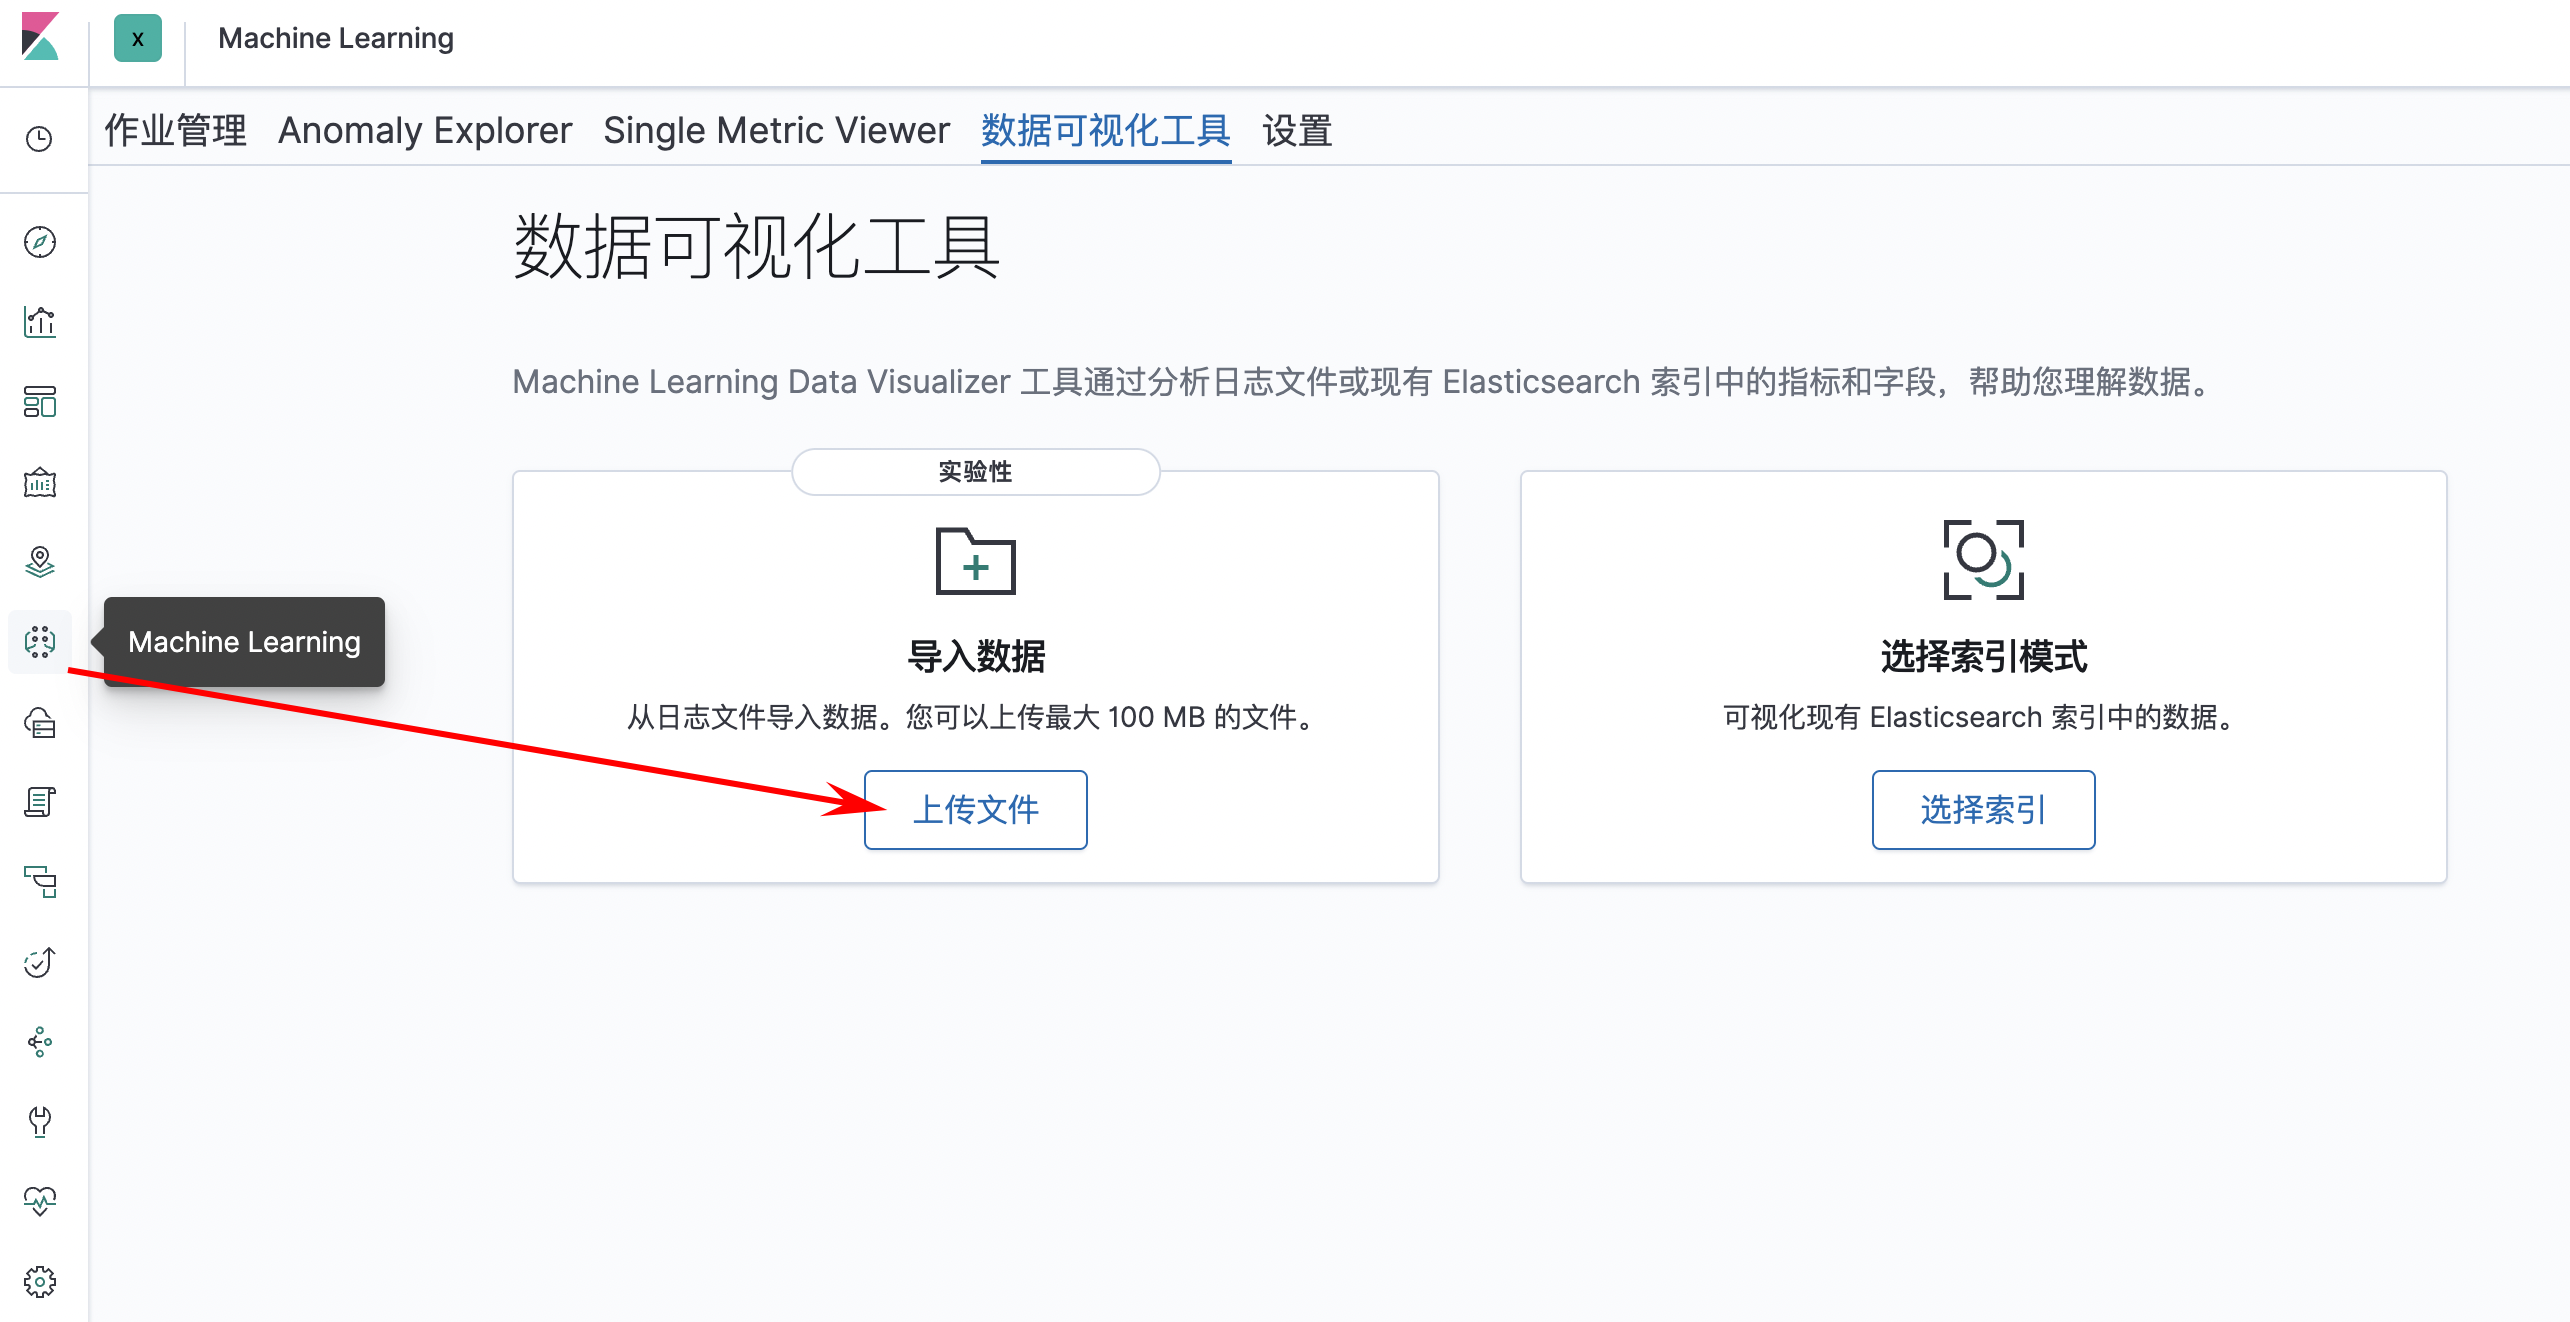 x Machine Learning
作业管理 Anomaly Explorer Single Metric Viewer 数据可视化工具 设置
数据可视化工具
Machine Learning Data Visualizer 工具通过分析日志文件或现有 Elasticsearch 索引中的指标和字段，帮助您理解数据。
实验性
Machine Learning
导入数据
从日志文件导入数据。您可以上传最大 100 MB 的文件。
上传文件
选择索引模式
可视化现有 Elasticsearch 索引中的数据。
选择索引